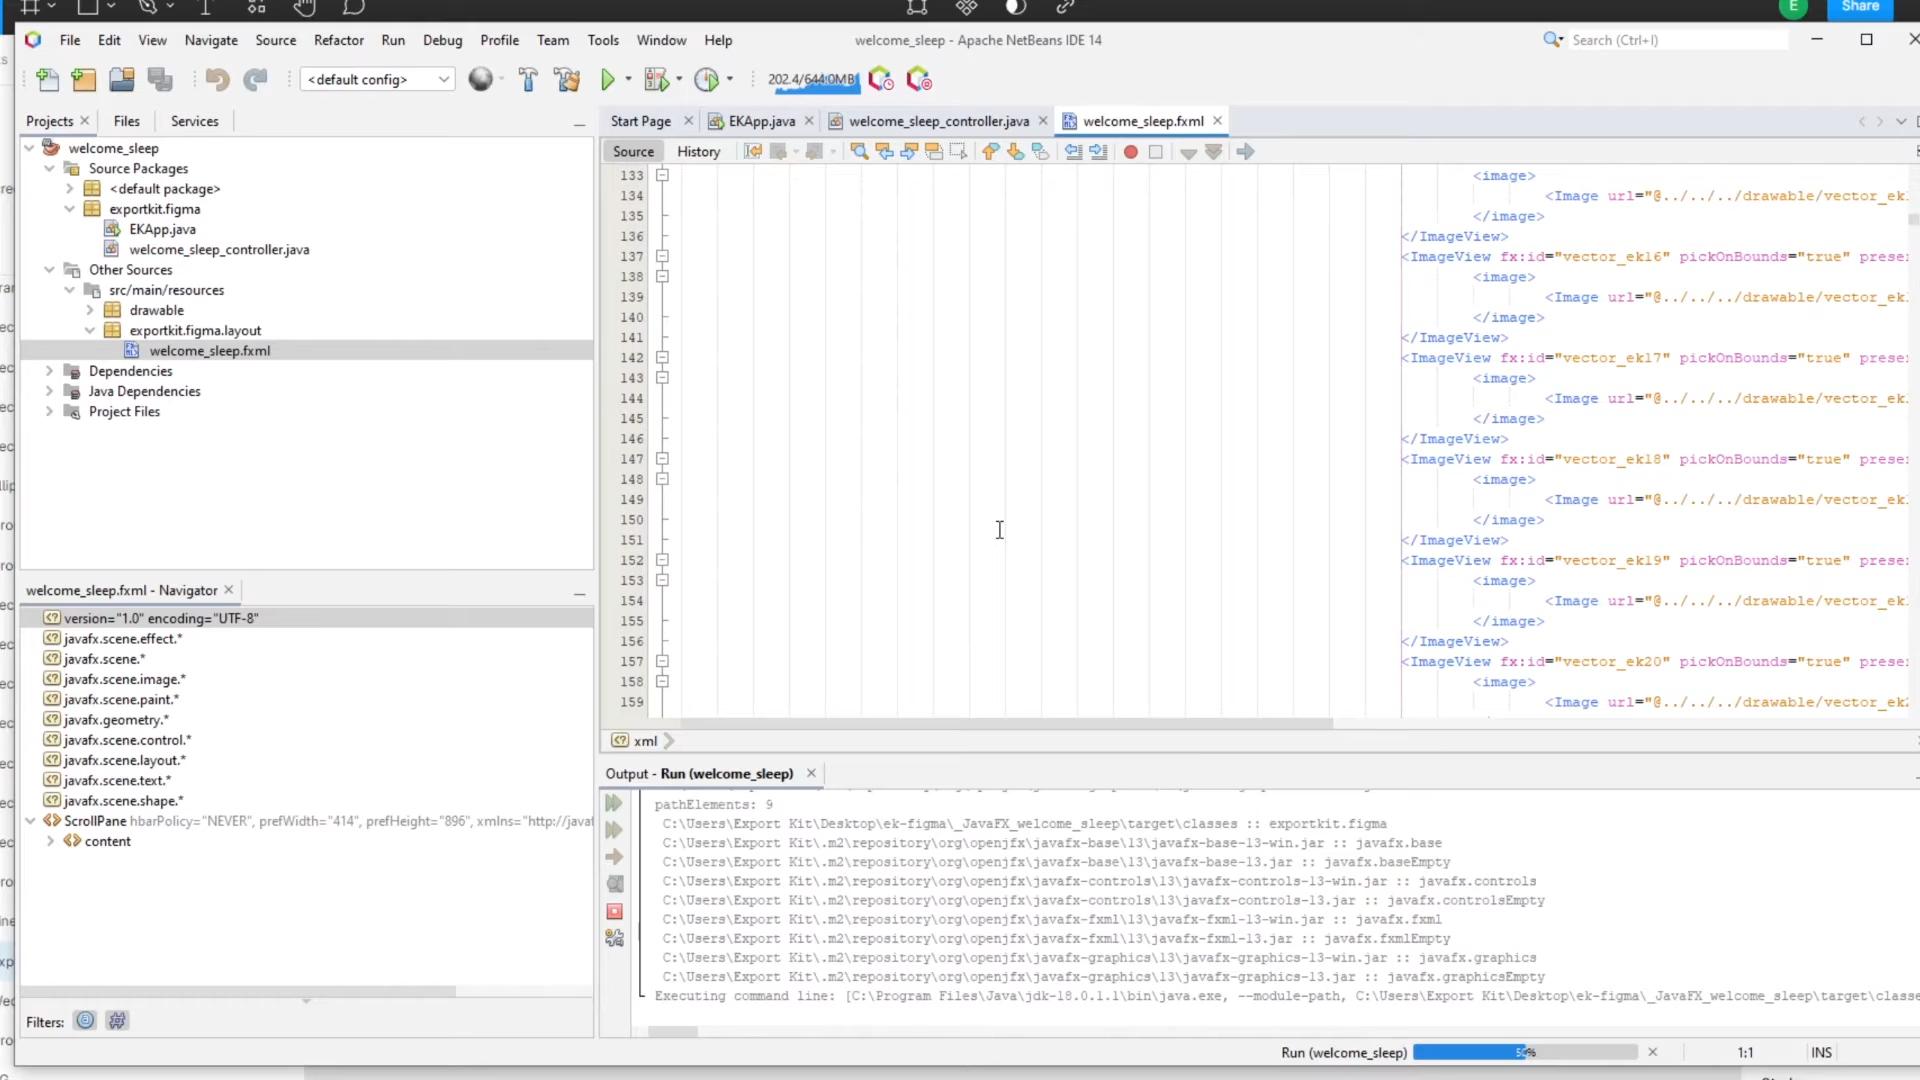 E
Share
File Edit View Navigate Source Refactor Run Debug Profile Team Tools Window Help
welcome_sleep - Apache NetBeans IDE 14
Search (Ctrl+I)
<default config>
202.4/644.0MB
Projects Files Services
welcome_sleep
Source Packages
<default package>
exportkit.figma
EKApp.java
welcome_sleep_controller.java
Other Sources
src/main/resources
drawable
exportkit.figma.layout
welcome_sleep.fxml
Dependencies
Java Dependencies
Project Files
welcome_sleep.fxml - Navigator
version="1.0" encoding="UTF-8"
javafx.scene.effect.*
javafx.scene.*
javafx.scene.image.*
javafx.scene.paint.*
javafx.geometry.*
javafx.scene.control.*
javafx.scene.layout.*
javafx.scene.text.*
javafx.scene.shape.*
ScrollPane hbarPolicy="NEVER", prefWidth="414", prefHeight="896", xmlns="http://javaf
content
Filters:
Start Page EKApp.java welcome_sleep_controller.java welcome_sleep.fxml
Source History
133 <image>
134 <Image url="@../../../drawable/vector_ek
135 </image>
136 </ImageView>
137 <ImageView fx:id="vector_ek16" pickOnBounds="true" prese
138 <image>
139 <Image url="@../../../drawable/vector_ek
140 </image>
141 </ImageView>
142 <ImageView fx:id="vector_ek17" pickOnBounds="true" prese
143 <image>
144 <Image url="@../../../drawable/vector_ek
145 </image>
146 </ImageView>
147 <ImageView fx:id="vector_ek18" pickOnBounds="true" prese
148 <image>
149 <Image url="@../../../drawable/vector_ek
150 </image>
151 </ImageView>
152 <ImageView fx:id="vector_ek19" pickOnBounds="true" prese
153 <image>
154 <Image url="@../../../drawable/vector_ek
155 </image>
156 </ImageView>
157 <ImageView fx:id="vector_ek20" pickOnBounds="true" prese
158 <image>
159 <Image url="@../../../drawable/vector_ek2
xml
Output - Run (welcome_sleep)
pathElements: 9
C:\Users\Export Kit\Desktop\ek-figma\_JavaFX_welcome_sleep\target\classes :: exportkit.figma
C:\Users\Export Kit\.m2\repository\org\openjfx\javafx-base\13\javafx-base-13-win.jar :: javafx.base
C:\Users\Export Kit\.m2\repository\org\openjfx\javafx-base\13\javafx-base-13.jar :: javafx.baseEmpty
C:\Users\Export Kit\.m2\repository\org\openjfx\javafx-controls\13\javafx-controls-13-win.jar :: javafx.controls
C:\Users\Export Kit\.m2\repository\org\openjfx\javafx-controls\13\javafx-controls-13.jar :: javafx.controlsEmpty
C:\Users\Export Kit\.m2\repository\org\openjfx\javafx-fxml\13\javafx-fxml-13-win.jar :: javafx.fxml
C:\Users\Export Kit\.m2\repository\org\openjfx\javafx-fxml\13\javafx-fxml-13.jar :: javafx.fxmlEmpty
C:\Users\Export Kit\.m2\repository\org\openjfx\javafx-graphics\13\javafx-graphics-13-win.jar :: javafx.graphics
C:\Users\Export Kit\.m2\repository\org\openjfx\javafx-graphics\13\javafx-graphics-13.jar :: javafx.graphicsEmpty
Executing command line: [C:\Program Files\Java\jdk-18.0.1.1\bin\java.exe, --module-path, C:\Users\Export Kit\Desktop\ek-figma\_JavaFX_welcome_sleep\target\classe
Run (welcome_sleep) 50% 1:1 INS